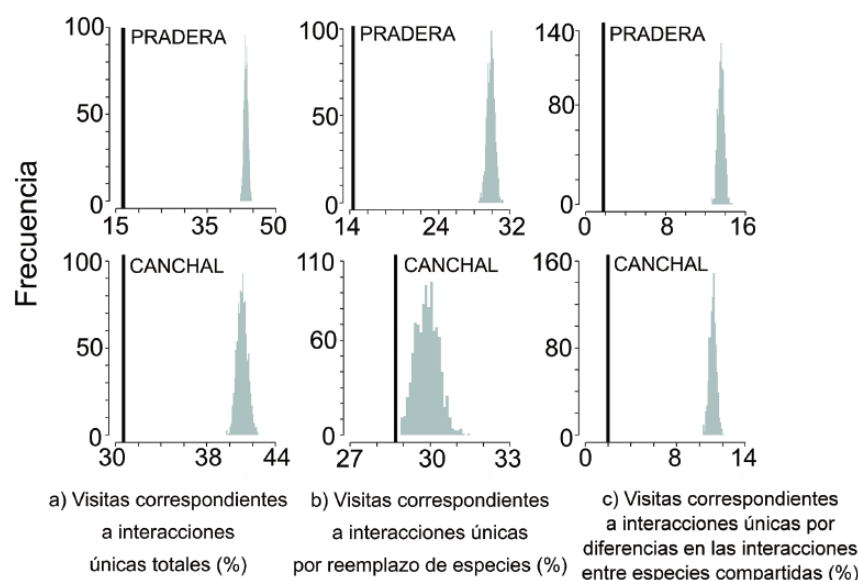 Frecuencia
100
50
0
PRADERA
15
35
50
100
50
0
PRADERA
14
24
32
140
80
0
PRADERA
0
8
16
100
50
0
CANCHAL
30
38
44
110
60
0
CANCHAL
27
30
33
160
80
0
CANCHAL
0
8
14
a) Visitas correspondientes
a interacciones
únicas totales (%)
b) Visitas correspondientes
a interacciones únicas
por reemplazo de especies (%)
c) Visitas correspondientes
a interacciones únicas por
diferencias en las interacciones
entre especies compartidas (%)